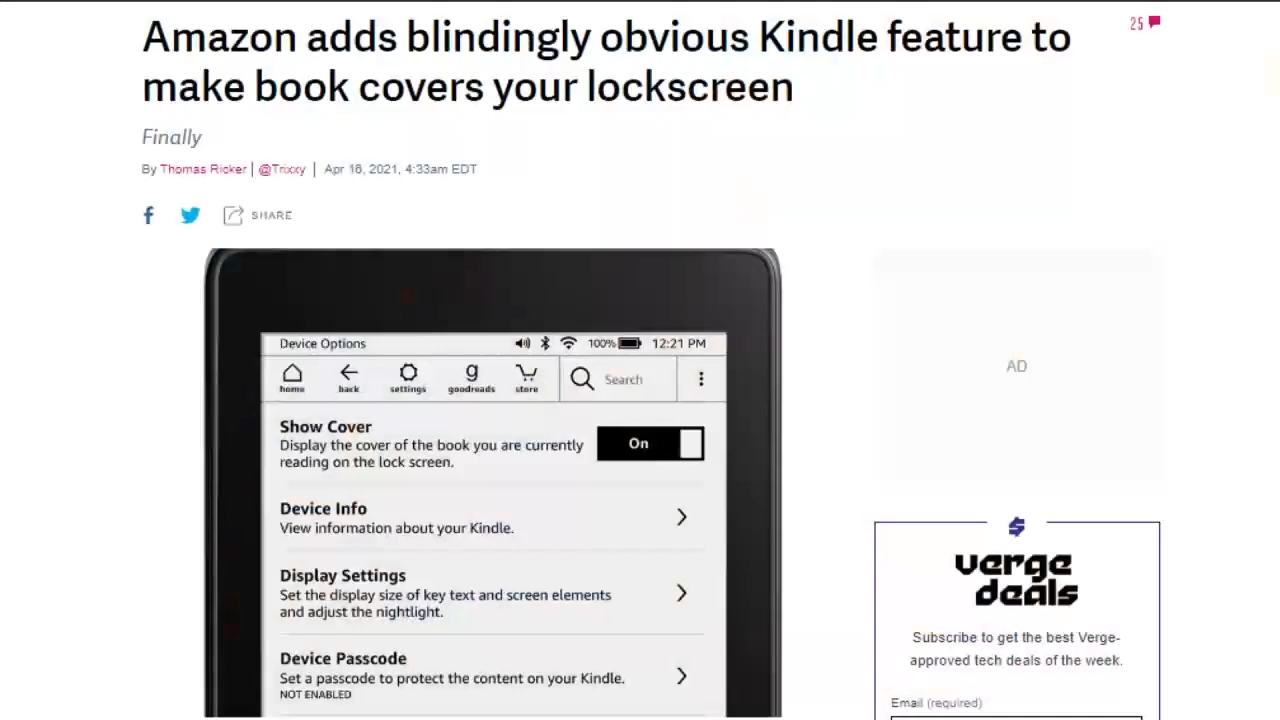 Amazon adds blindingly obvious Kindle feature to
make book covers your lockscreen
25
Finally
By Thomas Ricker | @Trixxy | Apr 16, 2021, 4:33am EDT
SHARE
Device Options
100%
12:21 PM
home
back
settings
goodreads
store
Search
Show Cover
Display the cover of the book you are currently
reading on the lock screen.
On
Device Info
View information about your Kindle.
Display Settings
Set the display size of key text and screen elements
and adjust the nightlight.
Device Passcode
Set a passcode to protect the content on your Kindle.
NOT ENABLED
AD
verge
deals
Subscribe to get the best Verge-
approved tech deals of the week.
Email (required)